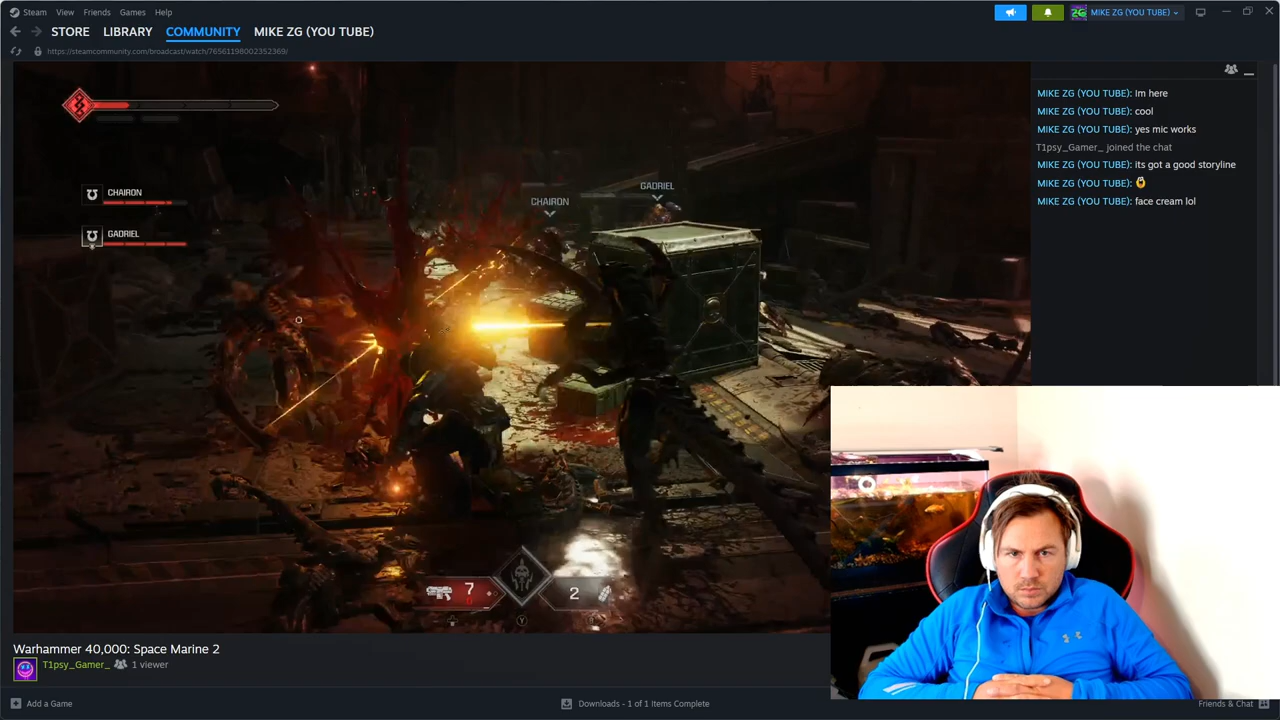 Steam View Friends Games Help
MIKE ZG (YOU TUBE)
STORE LIBRARY COMMUNITY MIKE ZG (YOU TUBE)
https://steamcommunity.com/broadcast/watch/76561198002352369/
MIKE ZG (YOU TUBE): Im here
MIKE ZG (YOU TUBE): cool
MIKE ZG (YOU TUBE): yes mic works
T1psy_Gamer_ joined the chat
MIKE ZG (YOU TUBE): its got a good storyline
MIKE ZG (YOU TUBE):
MIKE ZG (YOU TUBE): face cream lol
CHAIRON
GADRIEL
CHAIRON
GADRIEL
7
0
2
Y
Warhammer 40,000: Space Marine 2
T1psy_Gamer_ 1 viewer
Add a Game
Downloads - 1 of 1 Items Complete
Friends & Chat